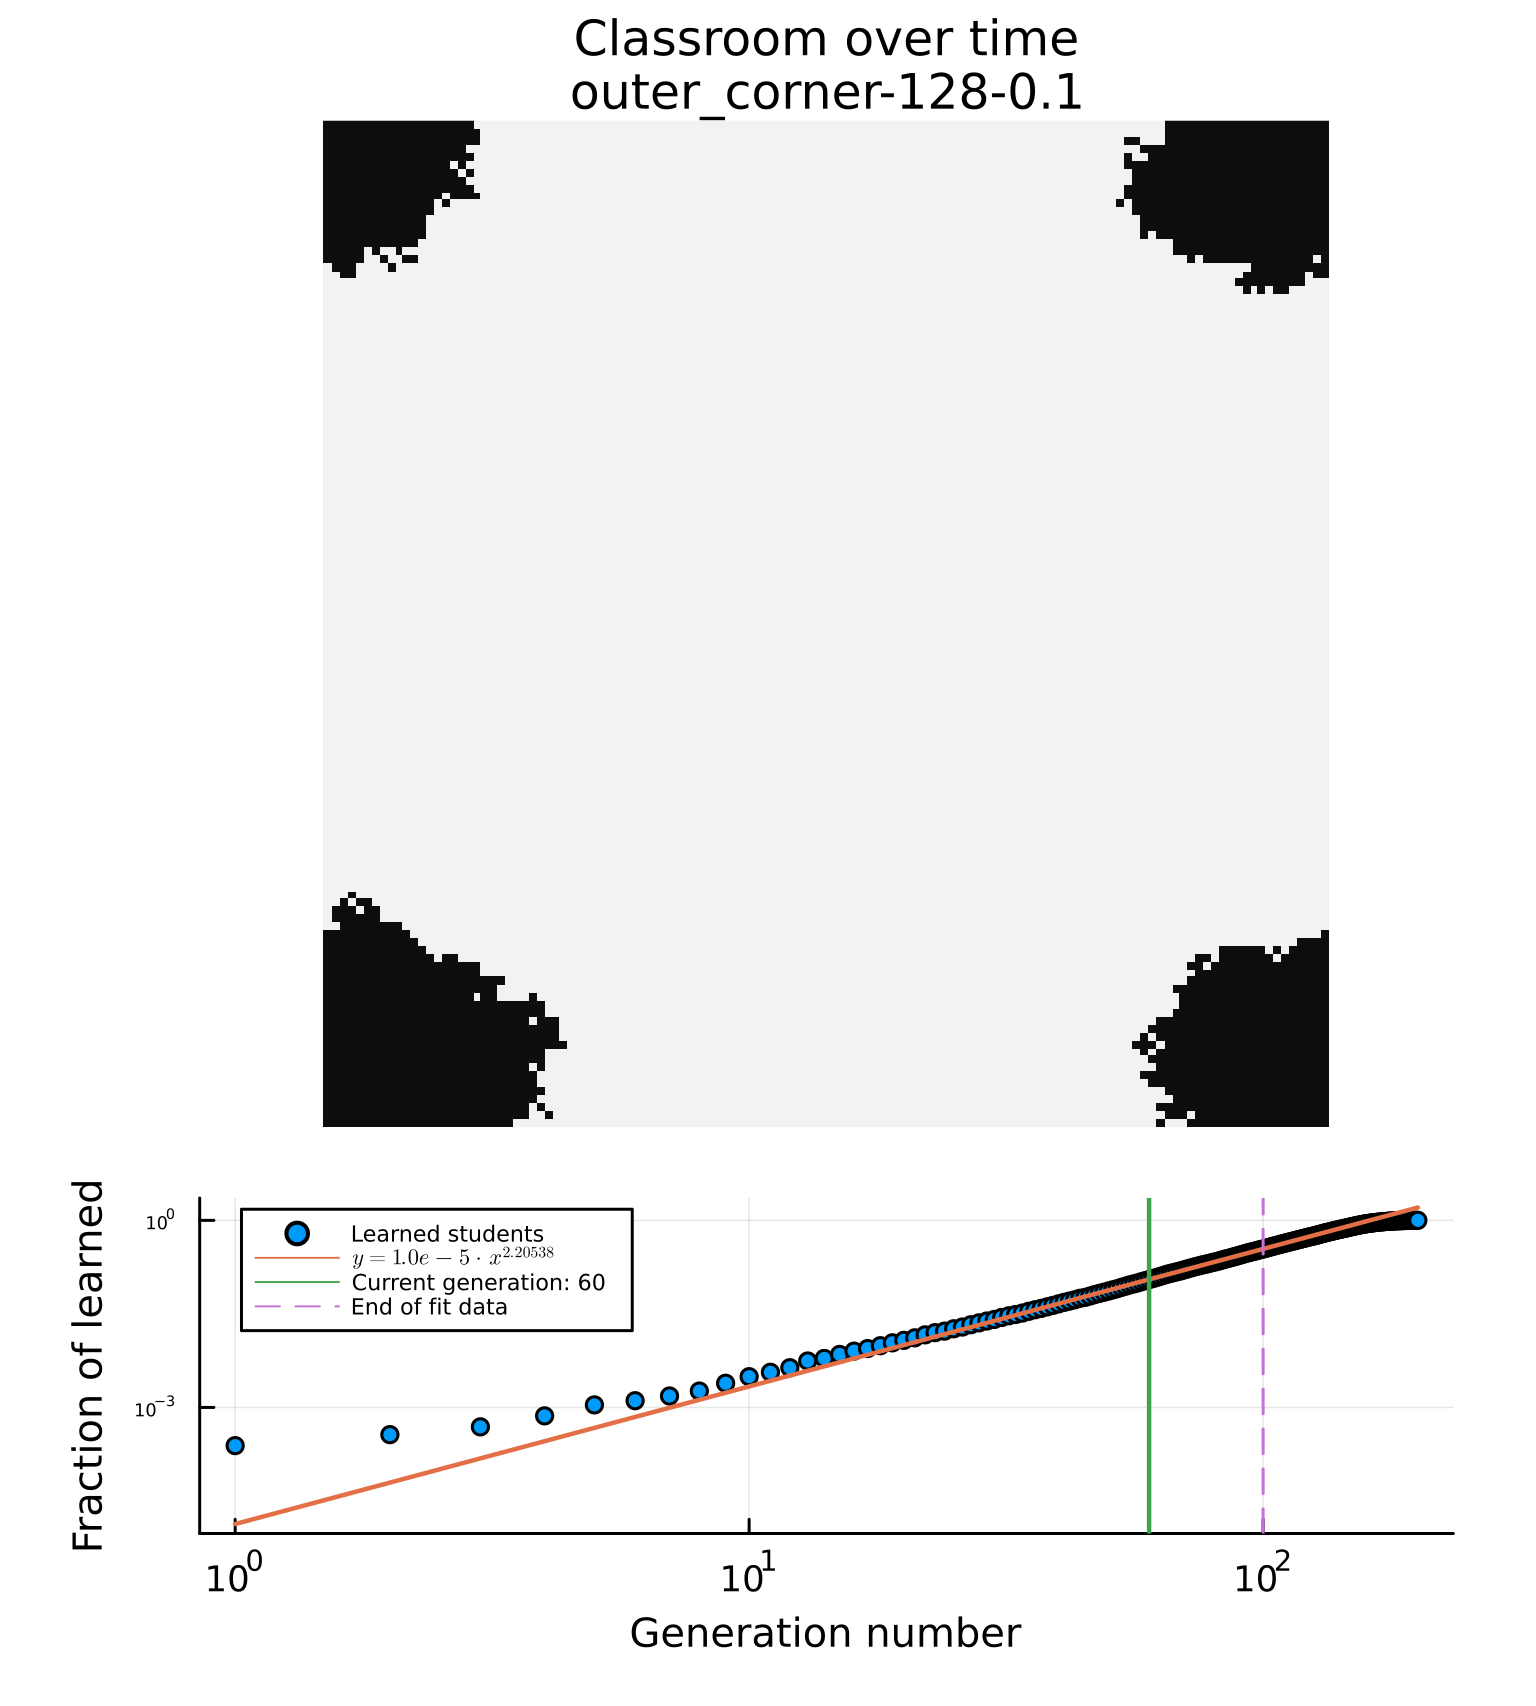 Classroom over time
outer_corner-128-0.1
Fraction of learned
10^0
10^-3
Learned students
y = 1.0e − 5 · x^2.20538
Current generation: 60
End of fit data
10^0
10^1
10^2
Generation number